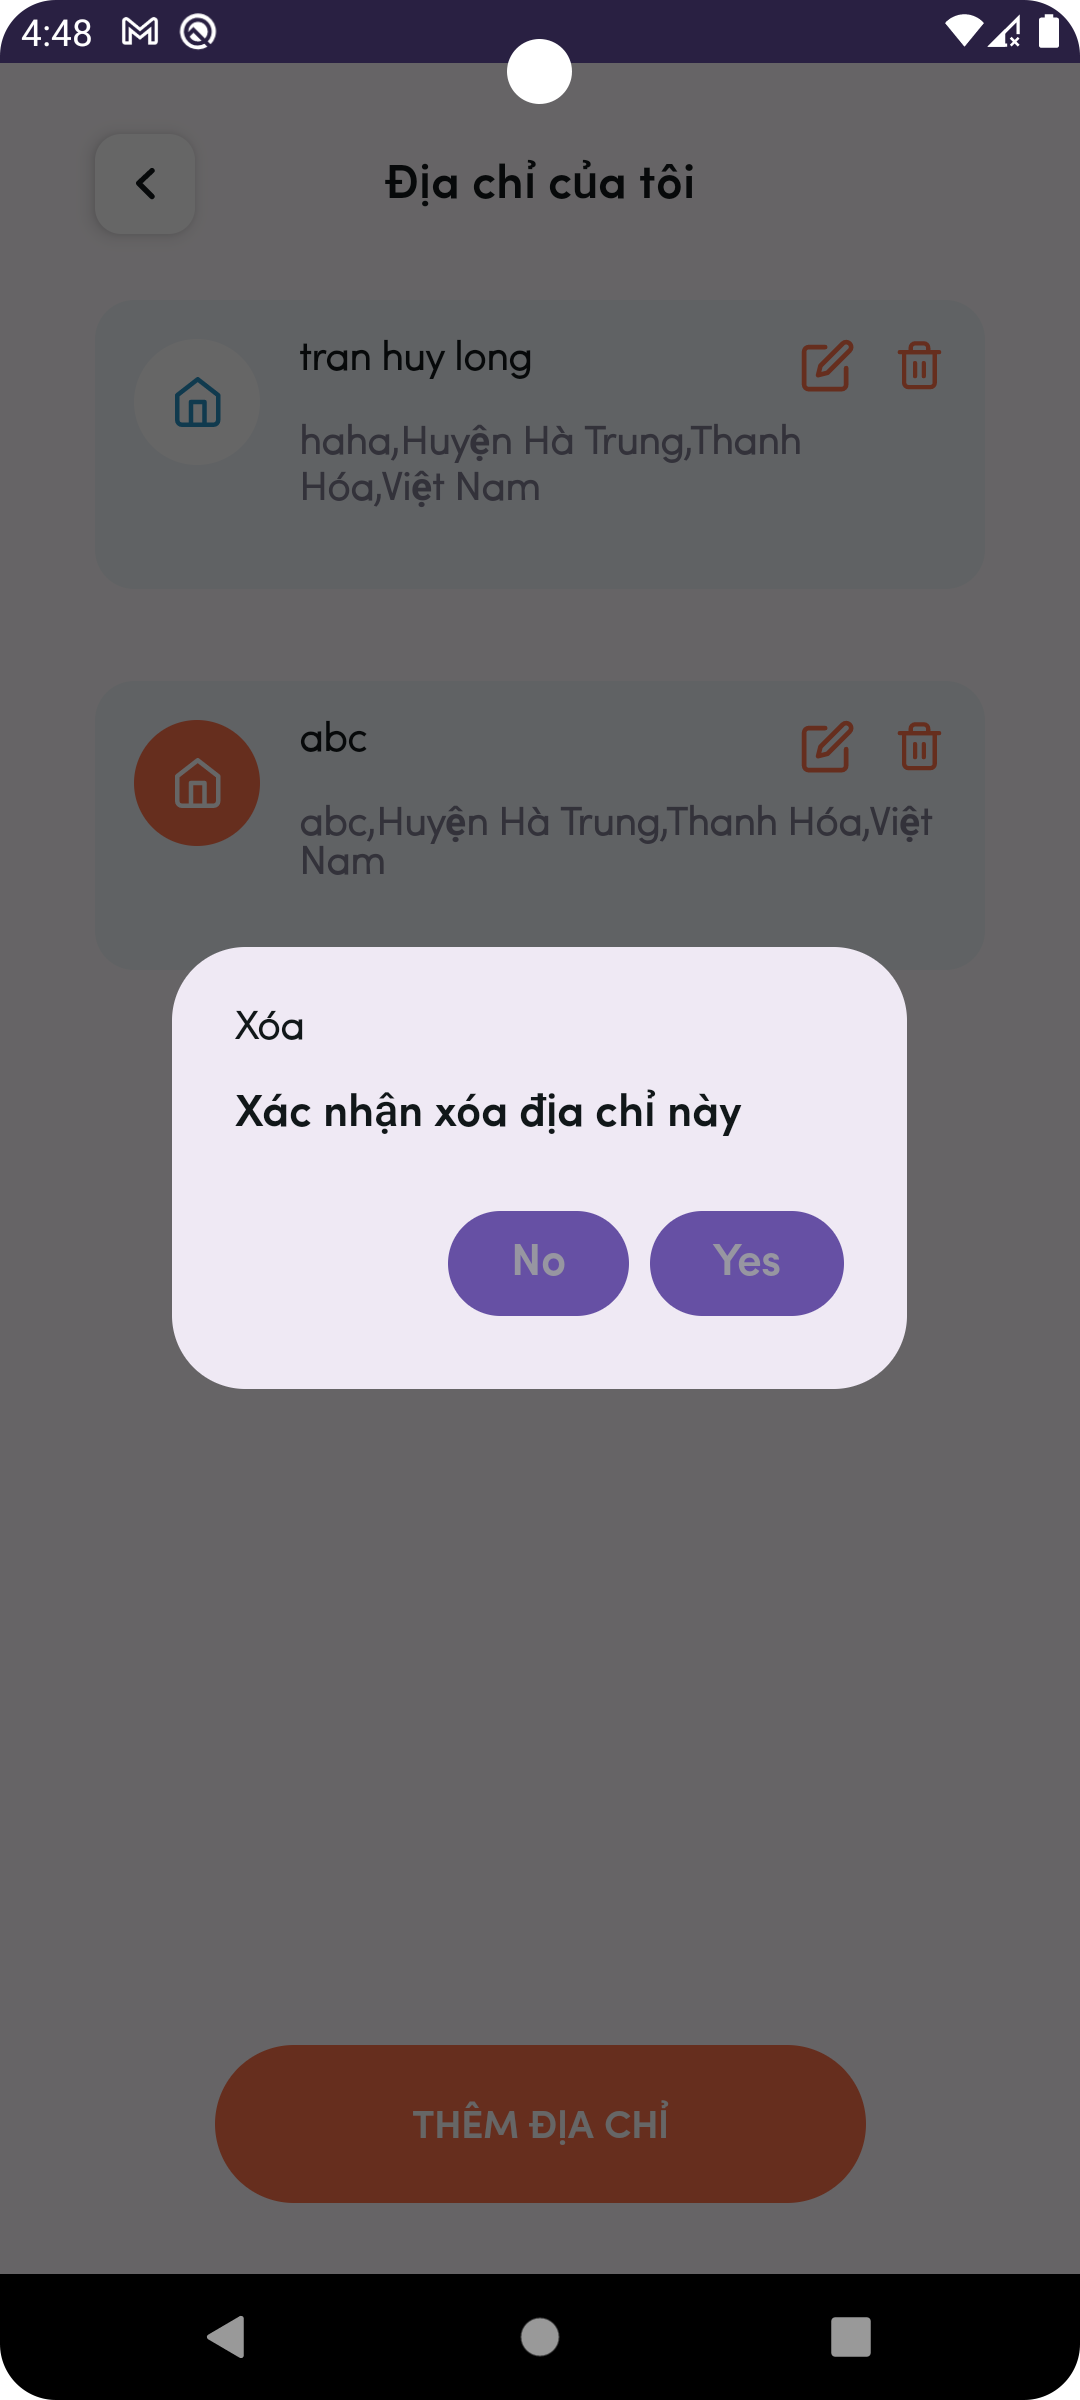 4:48
Địa chỉ của tôi
tran huy long
haha,Huyện Hà Trung,Thanh
Hóa,Việt Nam
abc
abc,Huyện Hà Trung,Thanh Hóa,Việt
Nam
Xóa
Xác nhận xóa địa chỉ này
No Yes
THÊM ĐỊA CHỈ